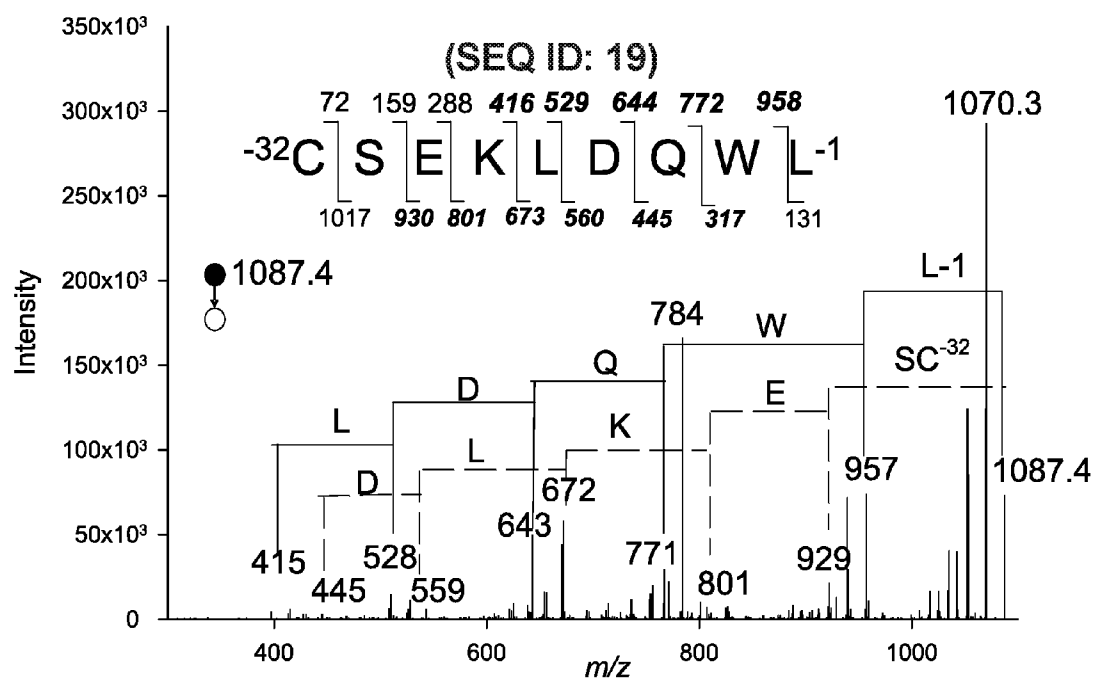 350x10³
(SEQ ID: 19)
300x10³
72 159 288 416 529 644 772 958
1070.3
-32C S E K L D Q W L-1
250x10³
1017 930 801 673 560 445 317 131
200x10³
1087.4
L-1
784
W
Intensity
150x10³
Q
SC-32
D
E
L
K
100x10³
L
D
672
957
1087.4
643
50x10³
415
528
771
929
445
559
801
0
400 600 800 1000
m/z